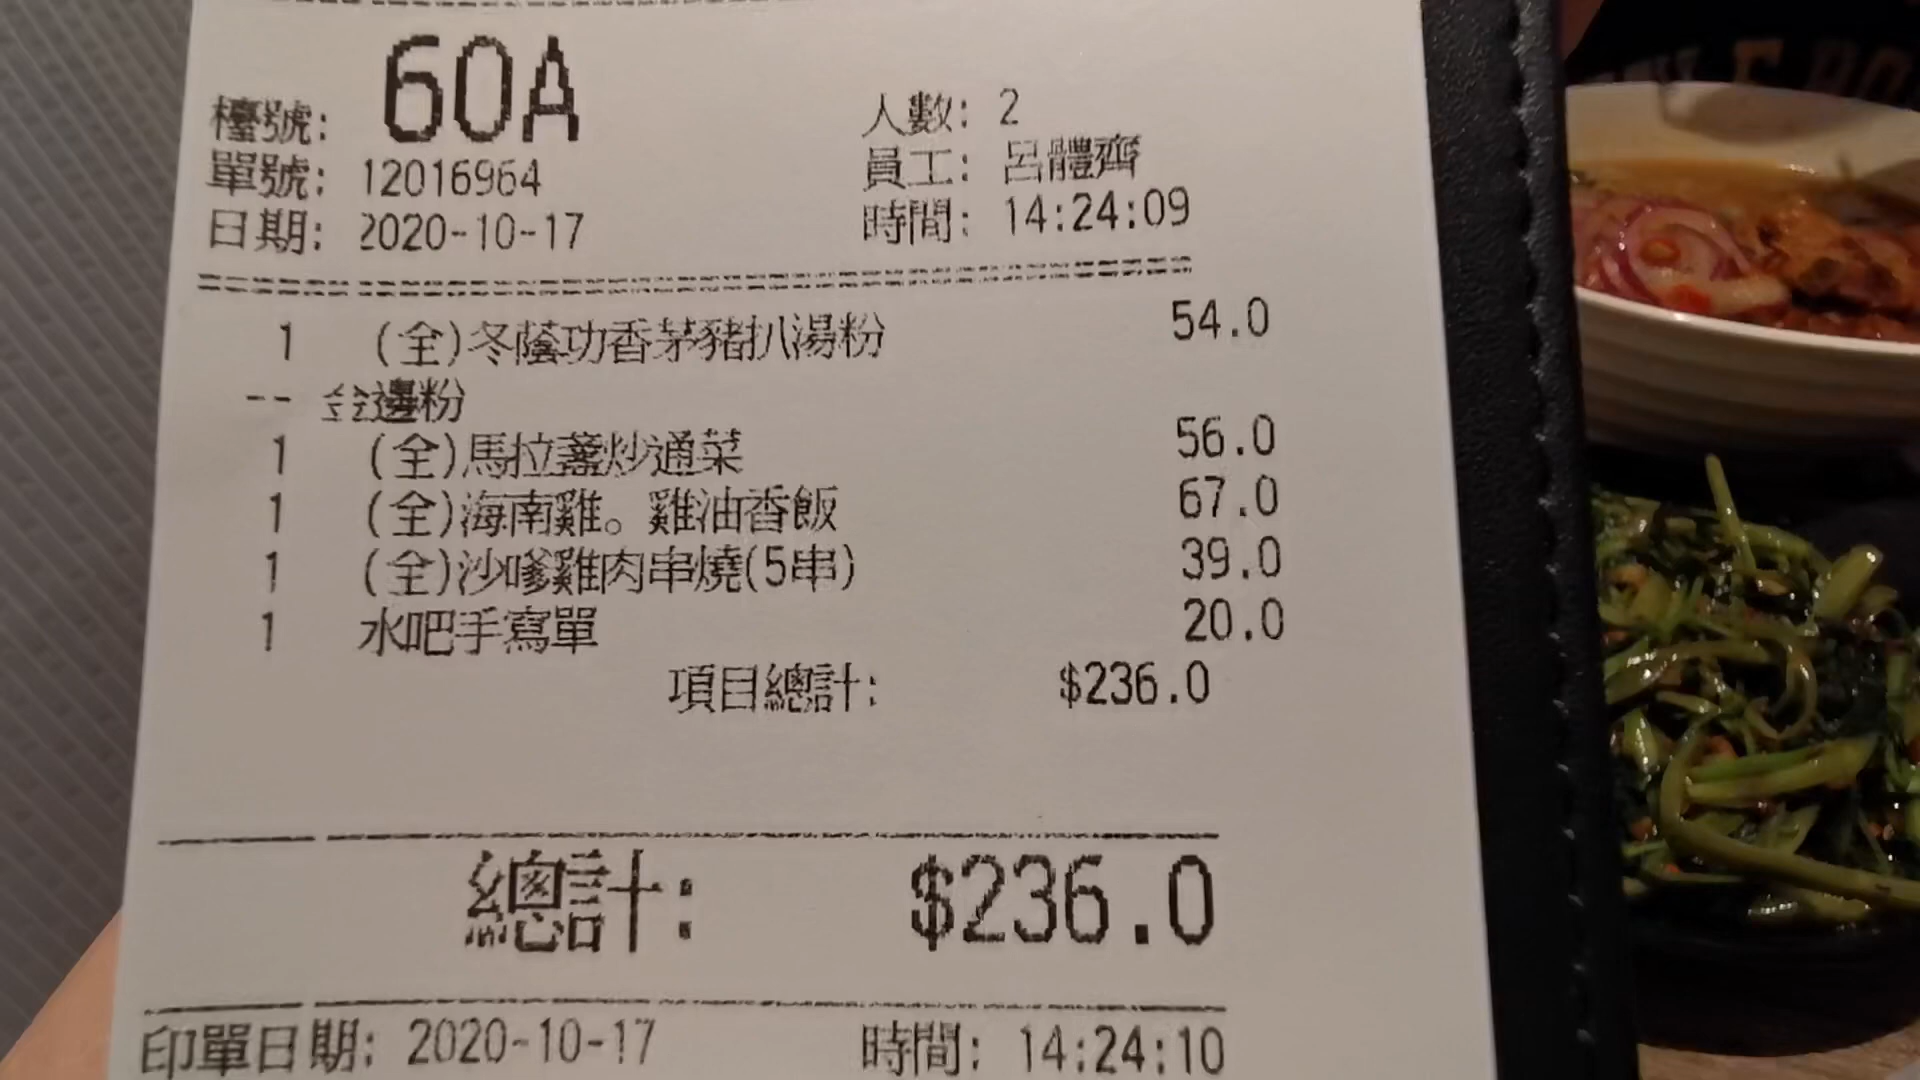 檯號: 60A 人數: 2
單號: 12016964 員工: 呂體齊
日期: 2020-10-17 時間: 14:24:09
1 (全)冬蔭功香茅豬扒湯粉 54.0
-- 金邊粉
1 (全)馬拉盞炒通菜 56.0
1 (全)海南雞。雞油香飯 67.0
1 (全)沙嗲雞肉串燒(5串) 39.0
1 水吧手寫單 20.0
項目總計: $236.0
總計: $236.0
印單日期: 2020-10-17 時間: 14:24:10